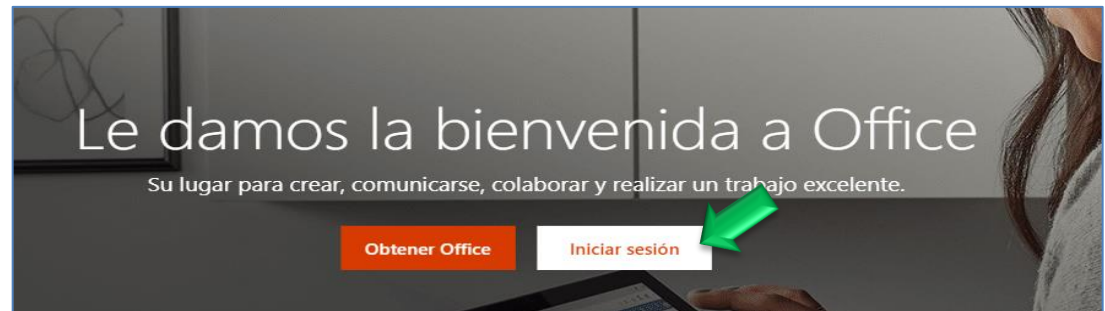 Le damos la bienvenida a Office
Su lugar para crear, comunicarse, colaborar y realizar un trabajo excelente.
Obtener Office
Iniciar sesión